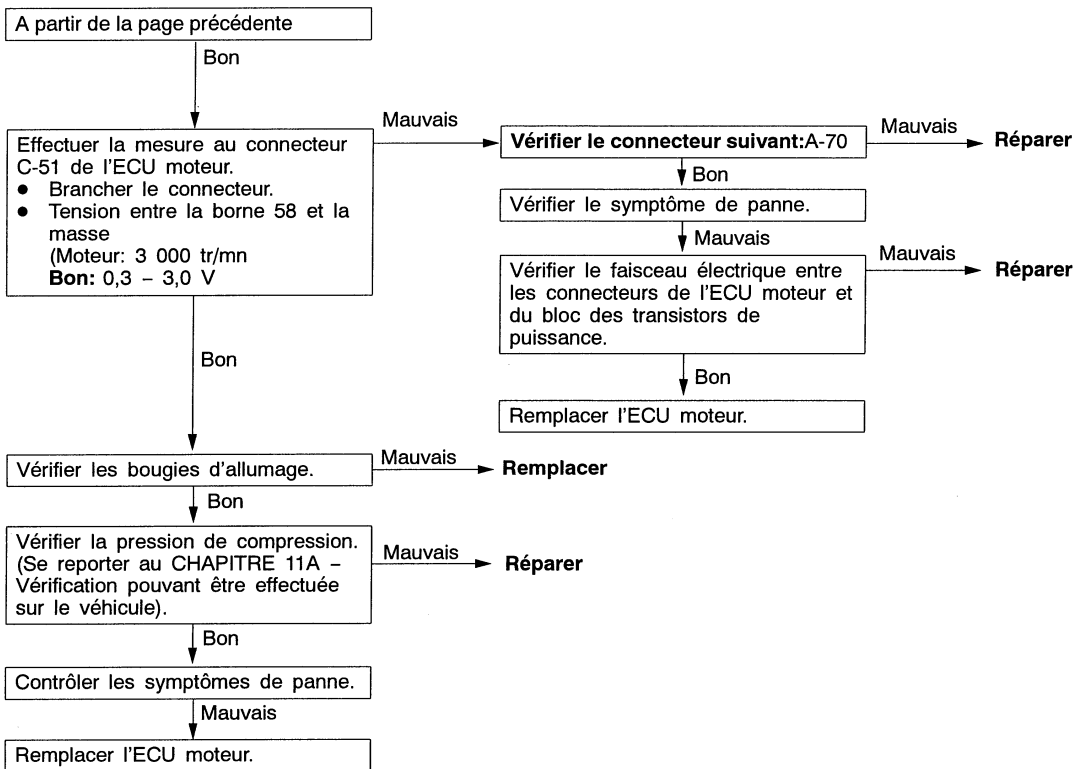 A partir de la page précédente
Bon
Effectuer la mesure au connecteur
C-51 de l'ECU moteur.
● Brancher le connecteur.
● Tension entre la borne 58 et la
masse
(Moteur: 3 000 tr/mn
Bon: 0,3 – 3,0 V
Mauvais
Vérifier le connecteur suivant:A-70
Mauvais
Réparer
Bon
Vérifier le symptôme de panne.
Mauvais
Vérifier le faisceau électrique entre
les connecteurs de l'ECU moteur et
du bloc des transistors de
puissance.
Mauvais
Réparer
Bon
Remplacer l'ECU moteur.
Bon
Vérifier les bougies d'allumage.
Mauvais
Remplacer
Bon
Vérifier la pression de compression.
(Se reporter au CHAPITRE 11A –
Vérification pouvant être effectuée
sur le véhicule).
Mauvais
Réparer
Bon
Contrôler les symptômes de panne.
Mauvais
Remplacer l'ECU moteur.